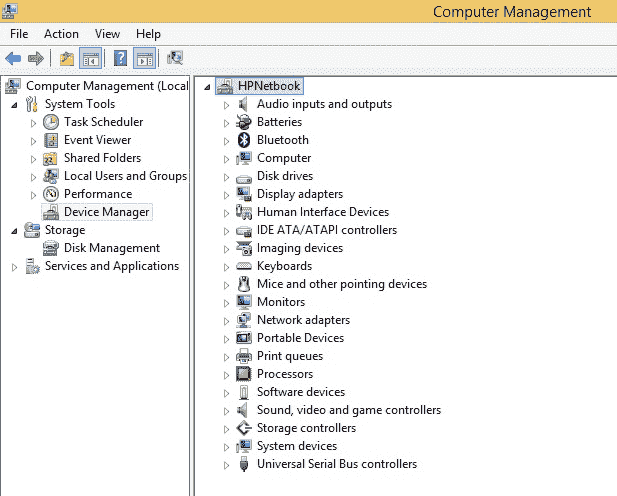 Computer Management
File Action View Help
Computer Management (Local
System Tools
Task Scheduler
Event Viewer
Shared Folders
Local Users and Groups
Performance
Device Manager
Storage
Disk Management
Services and Applications
HPNetbook
Audio inputs and outputs
Batteries
Bluetooth
Computer
Disk drives
Display adapters
Human Interface Devices
IDE ATA/ATAPI controllers
Imaging devices
Keyboards
Mice and other pointing devices
Monitors
Network adapters
Portable Devices
Print queues
Processors
Software devices
Sound, video and game controllers
Storage controllers
System devices
Universal Serial Bus controllers